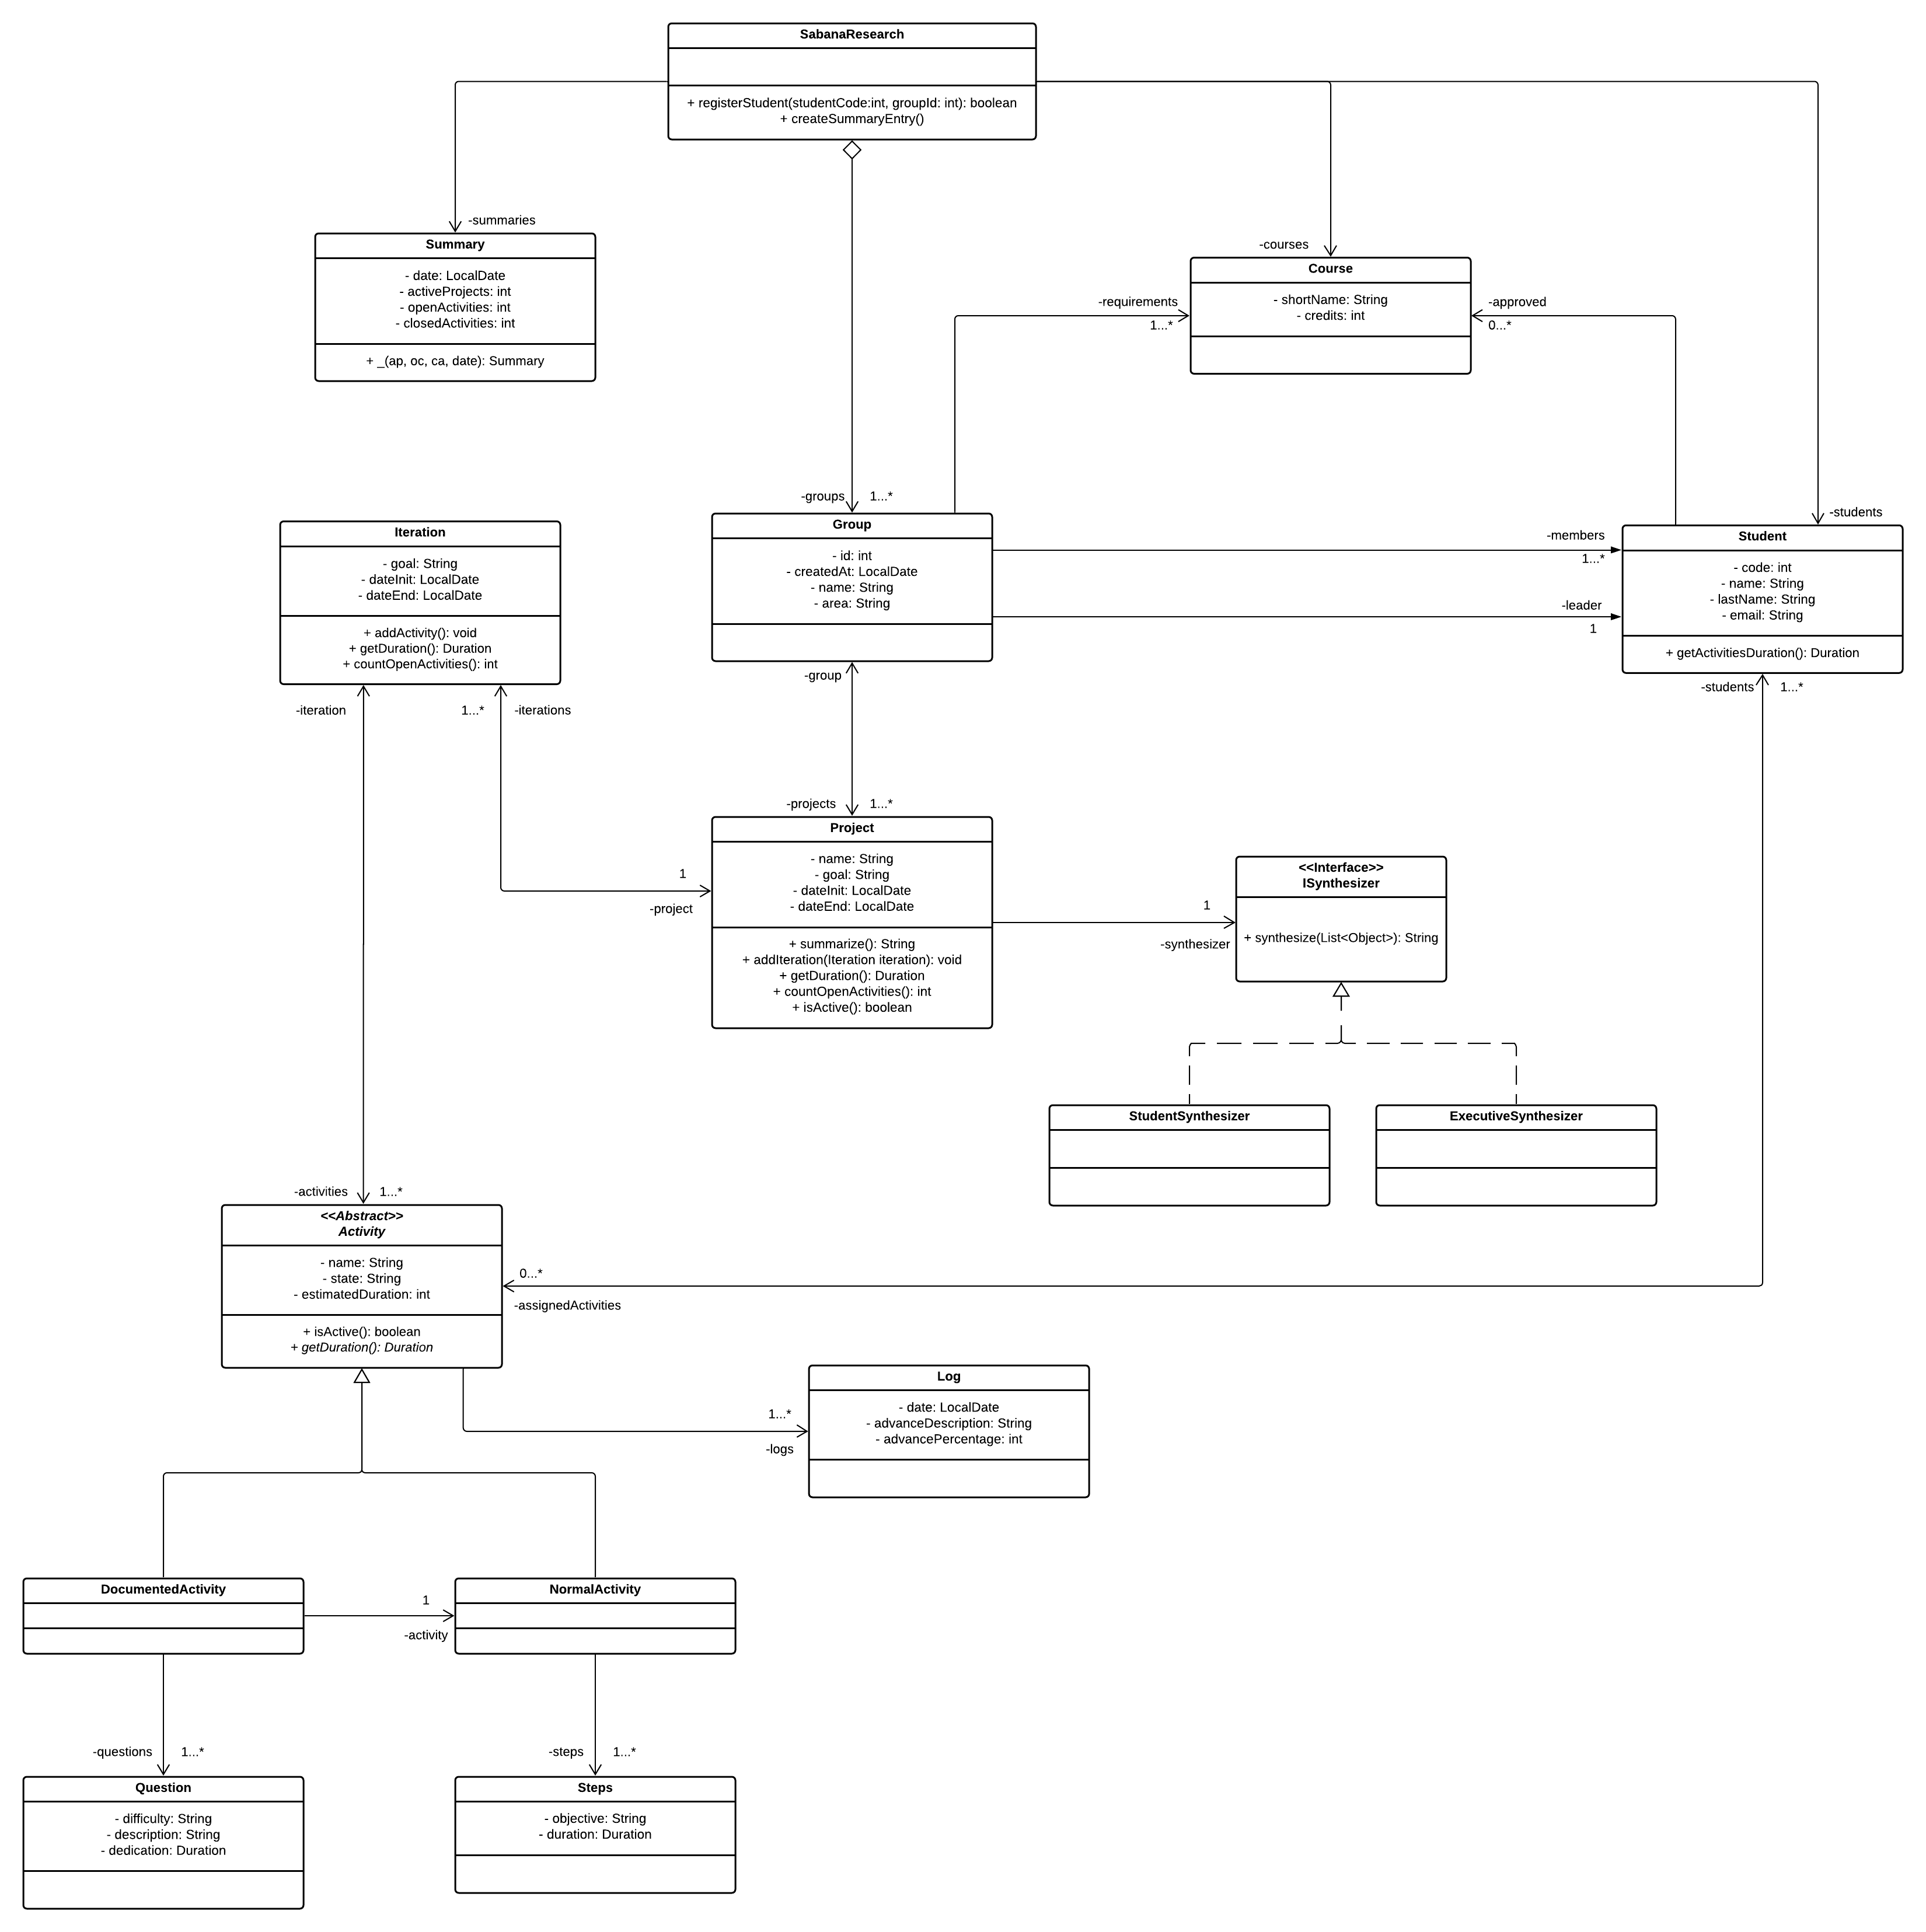 SabanaResearch
+ registerStudent(studentCode:int, groupId: int): boolean
+ createSummaryEntry()
-summaries
Summary
- date: LocalDate
- activeProjects: int
- openActivities: int
- closedActivities: int
+ _(ap, oc, ca, date): Summary
-courses
Course
- shortName: String
- credits: int
-requirements
1...*
-approved
0...*
-groups
1...*
Group
- id: int
- createdAt: LocalDate
- name: String
- area: String
-members
1...*
-leader
1
-students
Student
- code: int
- name: String
- lastName: String
- email: String
+ getActivitiesDuration(): Duration
-students
1...*
Iteration
- goal: String
- dateInit: LocalDate
- dateEnd: LocalDate
+ addActivity(): void
+ getDuration(): Duration
+ countOpenActivities(): int
-iteration
1...*
-iterations
-group
-projects
1...*
1
-project
Project
- name: String
- goal: String
- dateInit: LocalDate
- dateEnd: LocalDate
+ summarize(): String
+ addIteration(Iteration iteration): void
+ getDuration(): Duration
+ countOpenActivities(): int
+ isActive(): boolean
1
-synthesizer
<<Interface>>
ISynthesizer
+ synthesize(List<Object>): String
StudentSynthesizer
ExecutiveSynthesizer
-activities
1...*
<<Abstract>>
Activity
- name: String
- state: String
- estimatedDuration: int
+ isActive(): boolean
+ getDuration(): Duration
0...*
-assignedActivities
1...*
-logs
Log
- date: LocalDate
- advanceDescription: String
- advancePercentage: int
DocumentedActivity
1
-activity
NormalActivity
-questions
1...*
-steps
1...*
Question
- difficulty: String
- description: String
- dedication: Duration
Steps
- objective: String
- duration: Duration